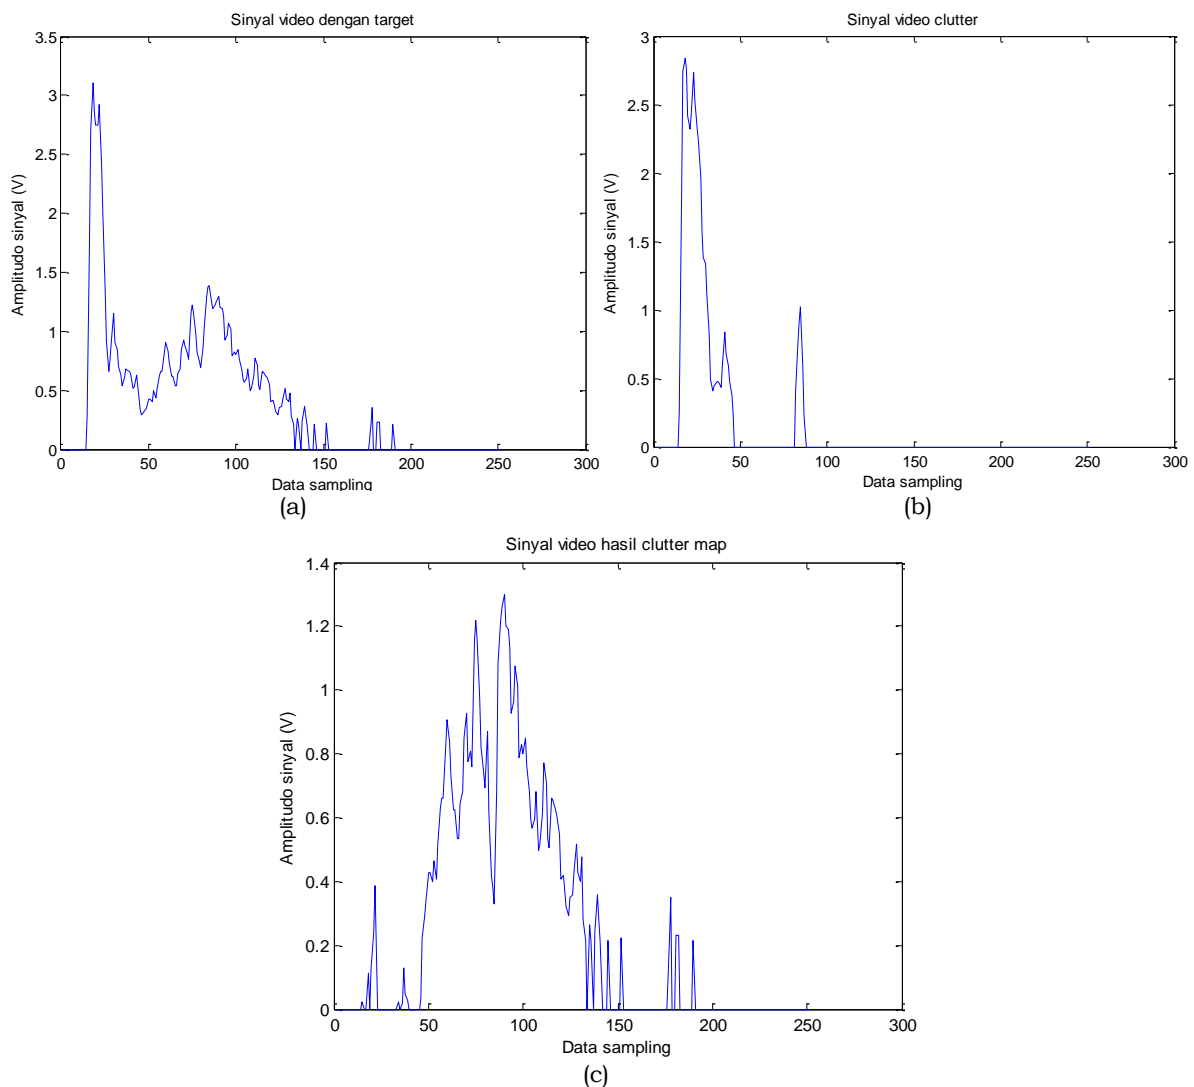 Sinyal video dengan target
3.5
3
2.5
2
1.5
1
0.5
0
Amplitudo sinyal (V)
0 50 100 150 200 250 300
Data sampling
(a)
Sinyal video clutter
3
2.5
2
1.5
1
0.5
0
Amplitudo sinyal (V)
0 50 100 150 200 250 300
Data sampling
(b)
Sinyal video hasil clutter map
1.4
1.2
1
0.8
0.6
0.4
0.2
0
Amplitudo sinyal (V)
0 50 100 150 200 250 300
Data sampling
(c)